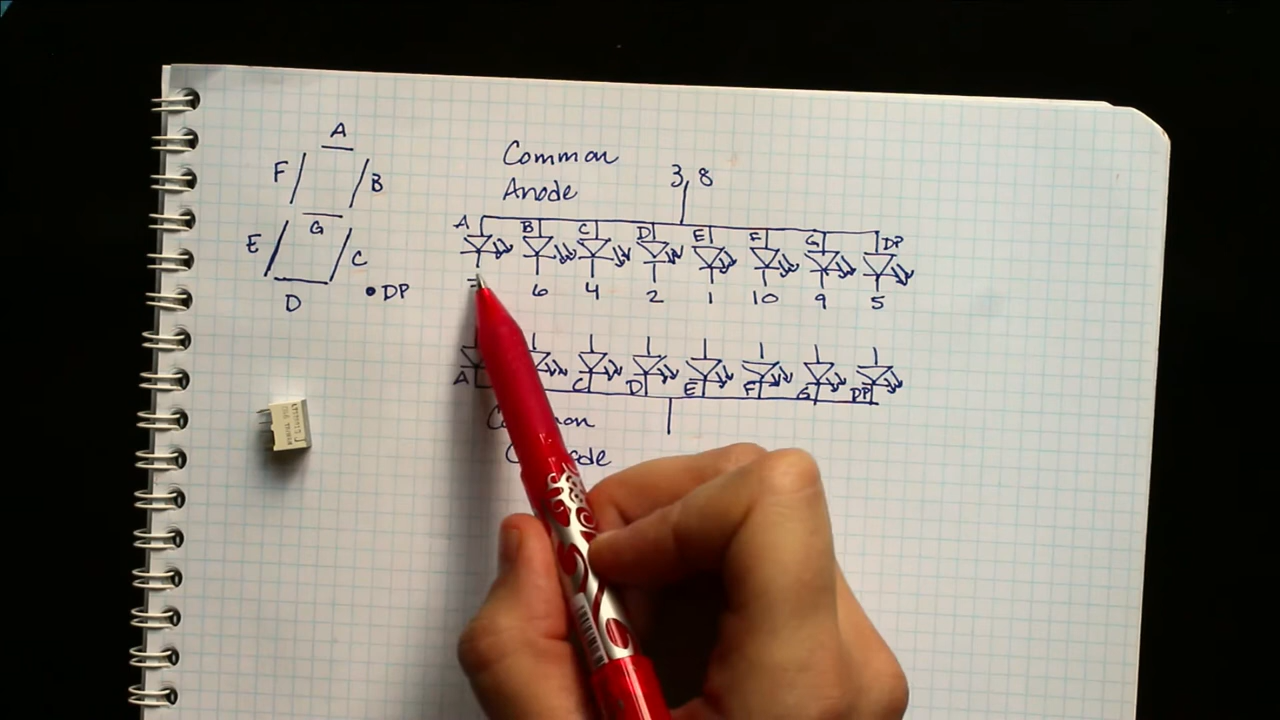 A
F
B
G
E
C
D
DP
Common
Anode
3,8
A B C D E F G DP
6 4 2 1 10 9 5
A C D E F G DP